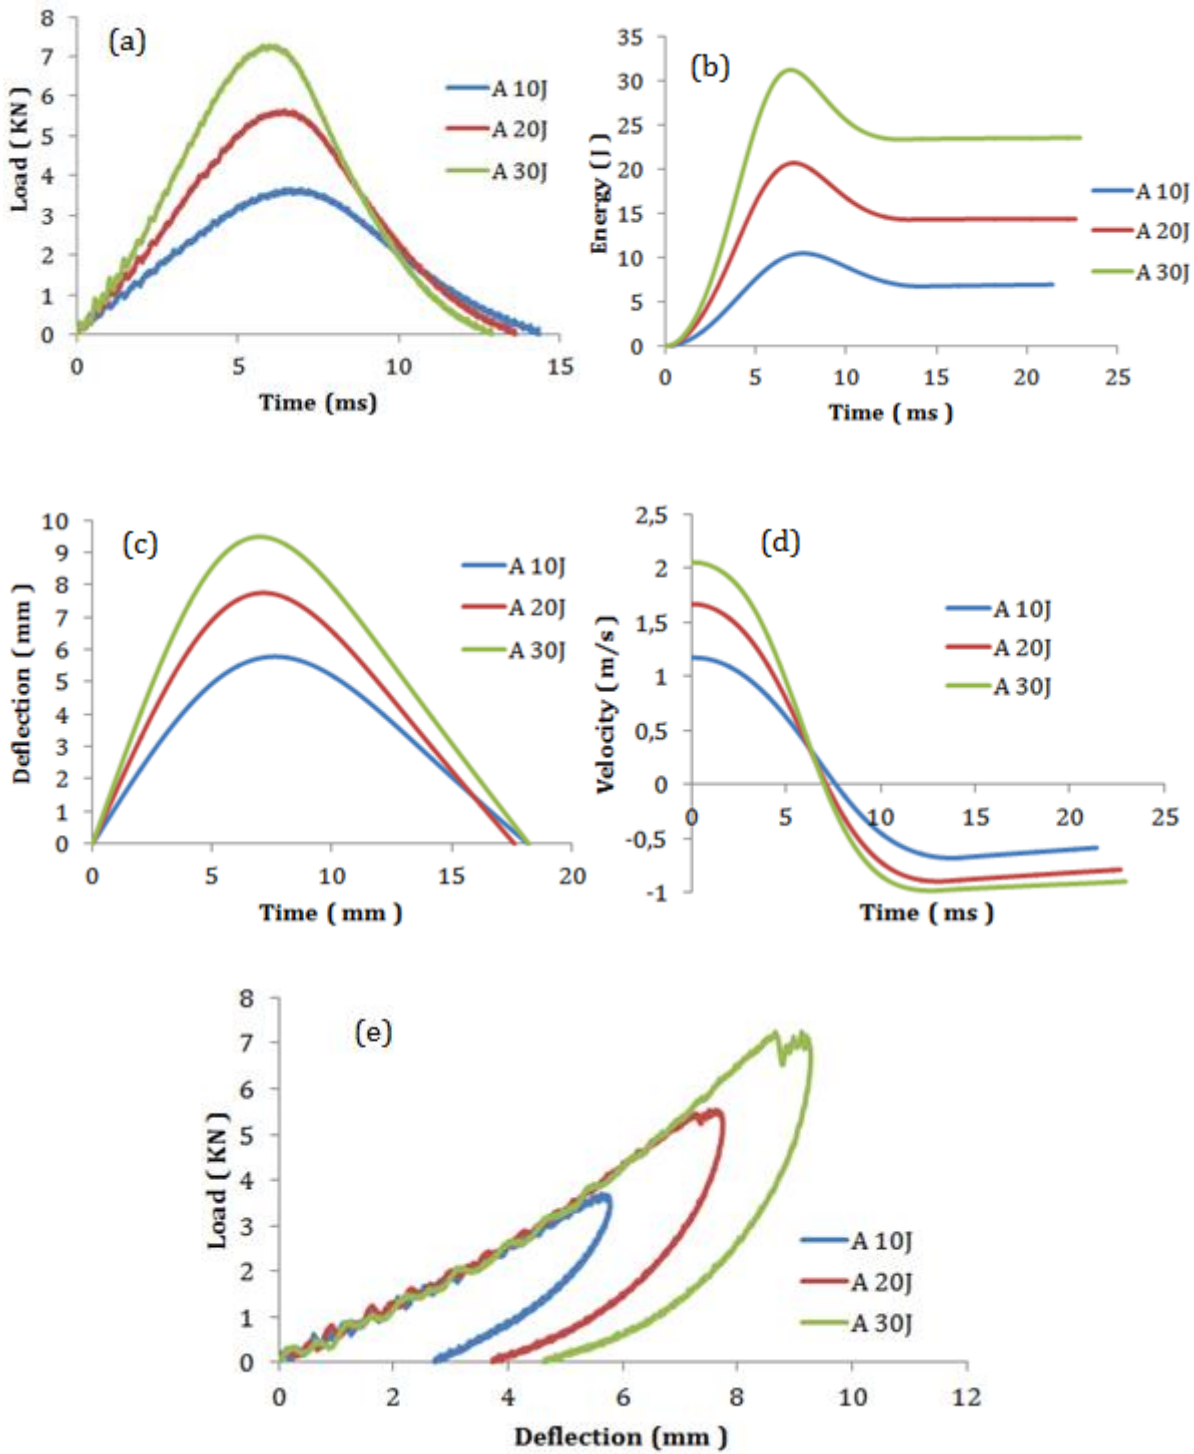 (a)
Load ( KN )
8
7
6
5
4
3
2
1
0
0
5
10
15
Time (ms)
A 10J
A 20J
A 30J
(b)
Energy ( J )
35
30
25
20
15
10
5
0
0
5
10
15
20
25
Time ( ms )
A 10J
A 20J
A 30J
(c)
Deflection ( mm )
10
9
8
7
6
5
4
3
2
1
0
0
5
10
15
20
Time ( mm )
A 10J
A 20J
A 30J
(d)
Velocity ( m/s )
2,5
2
1,5
1
0,5
0
-0,5
-1
0
5
10
15
20
25
Time ( ms )
A 10J
A 20J
A 30J
(e)
Load ( KN )
8
7
6
5
4
3
2
1
0
0
2
4
6
8
10
12
Deflection (mm )
A 10J
A 20J
A 30J